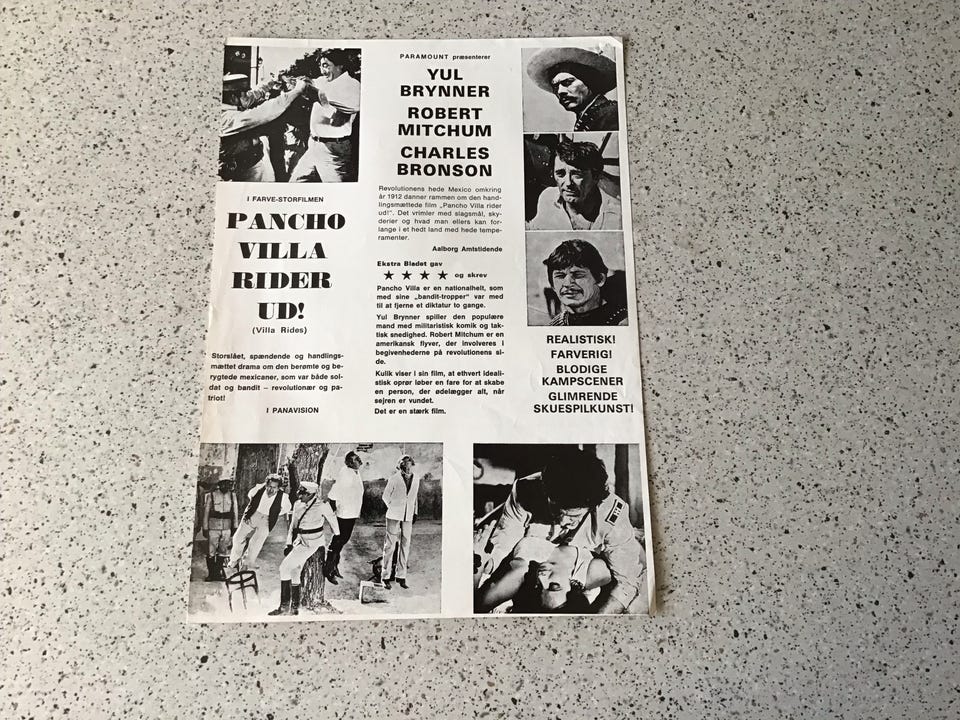 I FARVE-STORFILMEN
PANCHO
VILLA
RIDER
UD!
(Villa Rides)
Storslået, spændende og handlings-
mættet drama om den berømte og be-
rygtede mexicaner, som var både sol-
dat og bandit – revolutionær og pa-
triot!
I PANAVISION
PARAMOUNT præsenterer
YUL
BRYNNER
ROBERT
MITCHUM
CHARLES
BRONSON
Revolutionens hede Mexico omkring
år 1912 danner rammen om den hand-
lingsmættede film „Pancho Villa rider
ud!". Det vrimler med slagsmål, sky-
derier og hvad man ellers kan for-
lange i et hedt land med hede tempe-
ramenter.
Aalborg Amtstidende
Ekstra Bladet gav
★ ★ ★ ★ og skrev
Pancho Villa er en nationalhelt, som
med sine „bandit-tropper" var med
til at fjerne et diktatur to gange.
Yul Brynner spiller den populære
mand med militaristisk komik og tak-
tisk snedighed. Robert Mitchum er en
amerikansk flyver, der involveres i
begivenhederne på revolutionens si-
de.
Kulik viser i sin film, at ethvert ideali-
stisk oprør løber en fare for at skabe
en person, der ødelægger alt, når
sejren er vundet.
Det er en stærk film.
REALISTISK!
FARVERIG!
BLODIGE
KAMPSCENER
GLIMRENDE
SKUESPILKUNST!